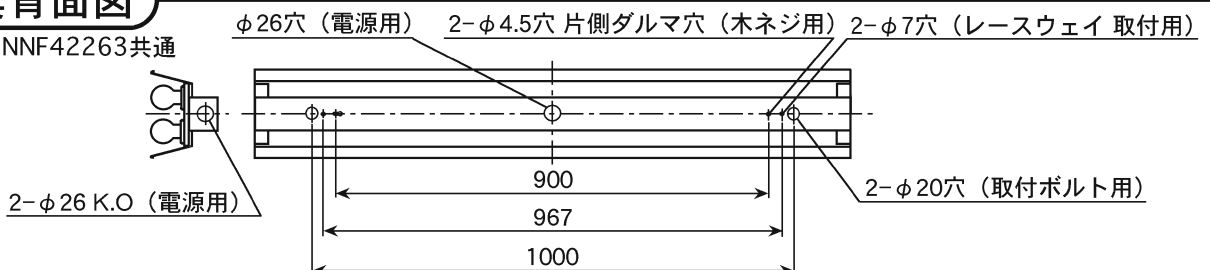 背面図
NNF42263共通
φ26穴（電源用）
2-φ4.5穴 片側ダルマ穴（木ネジ用）
2-φ7穴（レースウェイ 取付用）
2-φ26 K.O（電源用）
2-φ20穴（取付ボルト用）
900
967
1000